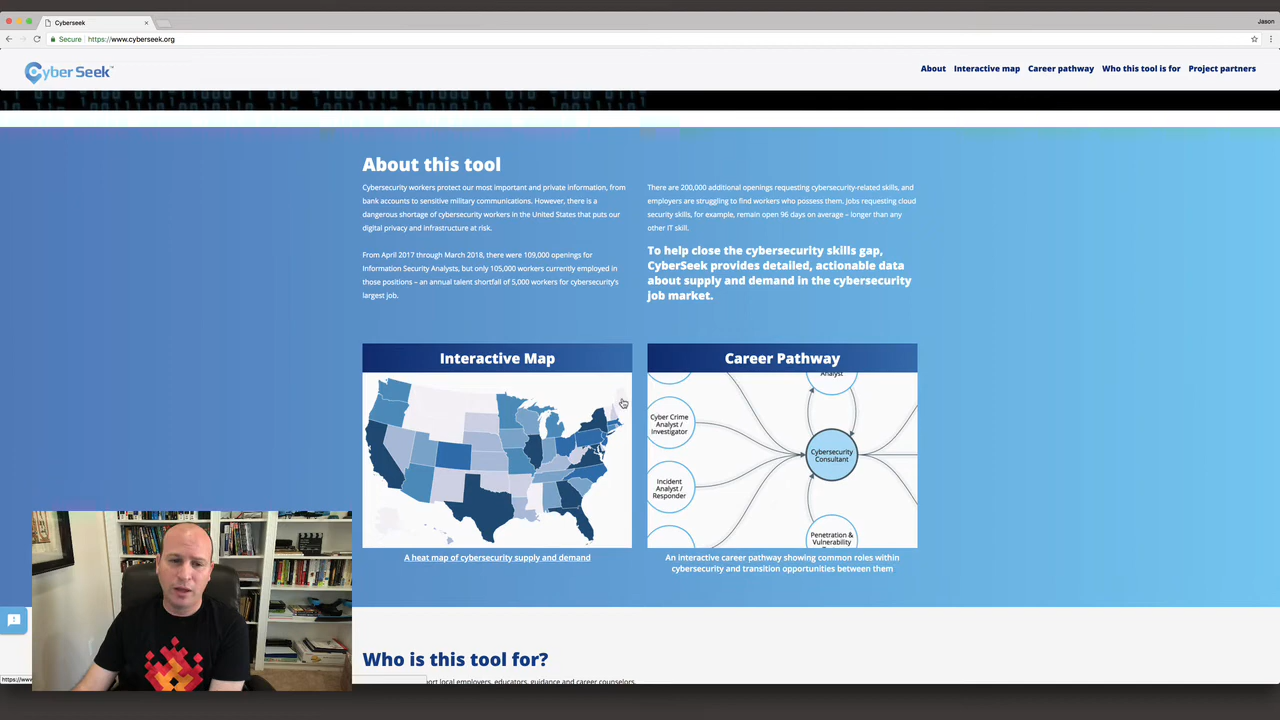 Cyberseek
Jason
Secure
https://www.cyberseek.org
Cyber Seek™
About
Interactive map
Career pathway
Who this tool is for
Project partners
About this tool
Cybersecurity workers protect our most important and private information, from
bank accounts to sensitive military communications. However, there is a
dangerous shortage of cybersecurity workers in the United States that puts our
digital privacy and infrastructure at risk.
From April 2017 through March 2018, there were 109,000 openings for
Information Security Analysts, but only 105,000 workers currently employed in
those positions – an annual talent shortfall of 5,000 workers for cybersecurity's
largest job.
There are 200,000 additional openings requesting cybersecurity-related skills, and
employers are struggling to find workers who possess them. Jobs requesting cloud
security skills, for example, remain open 96 days on average – longer than any
other IT skill.
To help close the cybersecurity skills gap,
CyberSeek provides detailed, actionable data
about supply and demand in the cybersecurity
job market.
Interactive Map
A heat map of cybersecurity supply and demand
Career Pathway
Analyst
Cyber Crime
Analyst /
Investigator
Cybersecurity
Consultant
Incident
Analyst /
Responder
Penetration &
Vulnerability
An interactive career pathway showing common roles within
cybersecurity and transition opportunities between them
Who is this tool for?
local employers, educators, guidance and career counselors,
https://www